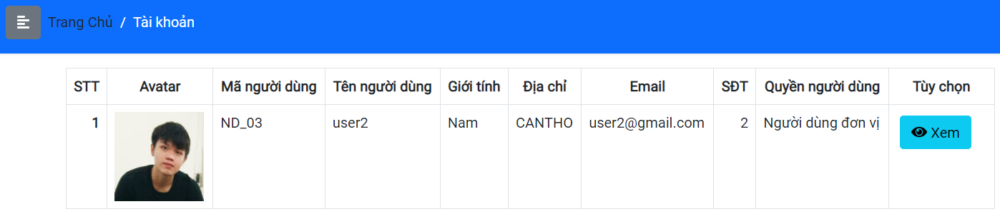 Trang Chủ / Tài khoản
STT Avatar Mã người dùng Tên người dùng Giới tính Địa chỉ Email SĐT Quyền người dùng Tùy chọn
1 ND_03 user2 Nam CANTHO user2@gmail.com 2 Người dùng đơn vị Xem